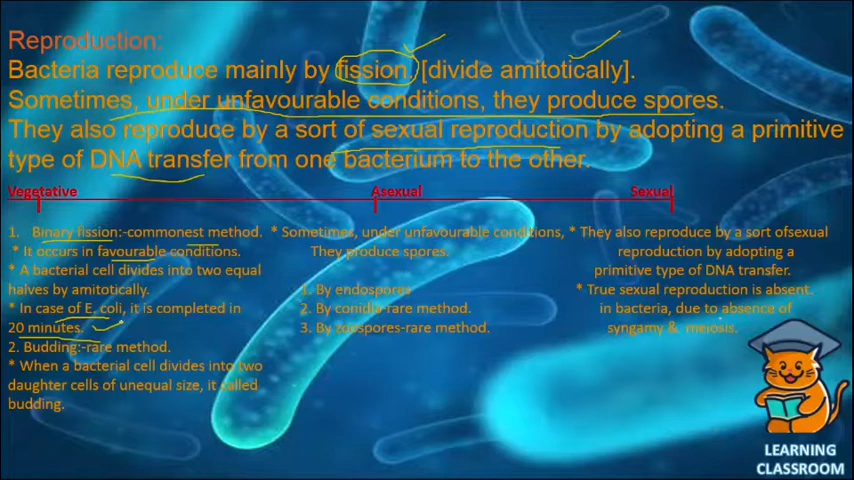 Reproduction:
Bacteria reproduce mainly by fission. [divide amitotically].
Sometimes, under unfavourable conditions, they produce spores.
They also reproduce by a sort of sexual reproduction by adopting a primitive
type of DNA transfer from one bacterium to the other.
Vegetative
1. Binary fission:-commonest method.
* It occurs in favourable conditions.
* A bacterial cell divides into two equal
halves by amitotically.
* In case of E. coli, it is completed in
20 minutes.
2. Budding:-rare method.
* When a bacterial cell divides into two
daughter cells of unequal size, it called
budding.
Asexual
* Sometimes, under unfavourable conditions,
They produce spores.
1. By endospores
2. By conidia-rare method.
3. By zoospores-rare method.
Sexual
* They also reproduce by a sort ofsexual
reproduction by adopting a
primitive type of DNA transfer.
* True sexual reproduction is absent.
in bacteria, due to absence of
syngamy & meiosis.
LEARNING
CLASSROOM